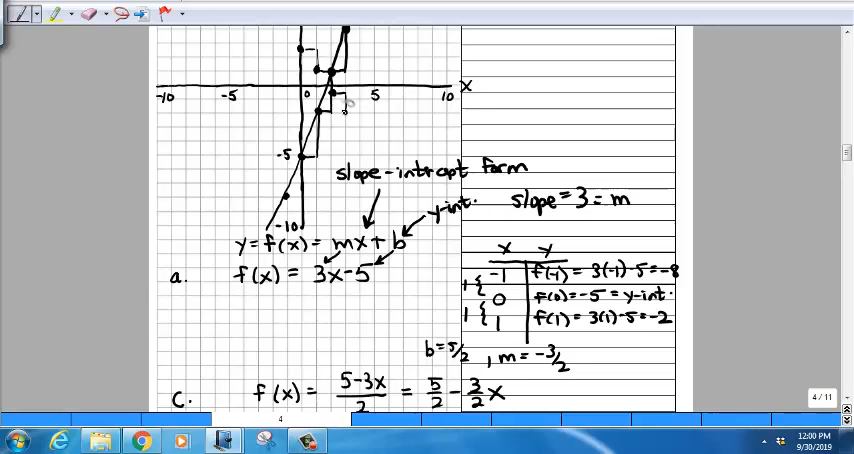 -10 -5 0 5 10 X
-5
slope-intrcpt form
y-int.
slope = 3 = m
-10
y = f(x) = mx + b
a. f(x) = 3x - 5
x y
-1 f(-1) = 3(-1) - 5 = -8
1 { 0 f(0) = -5 = y-int.
1 { 1 f(1) = 3(1) - 5 = -2
b = 5/2 , m = -3/2
C. f(x) = 5-3x/2 = 5/2 - 3/2 x
4
4 / 11
12:00 PM
9/30/2019